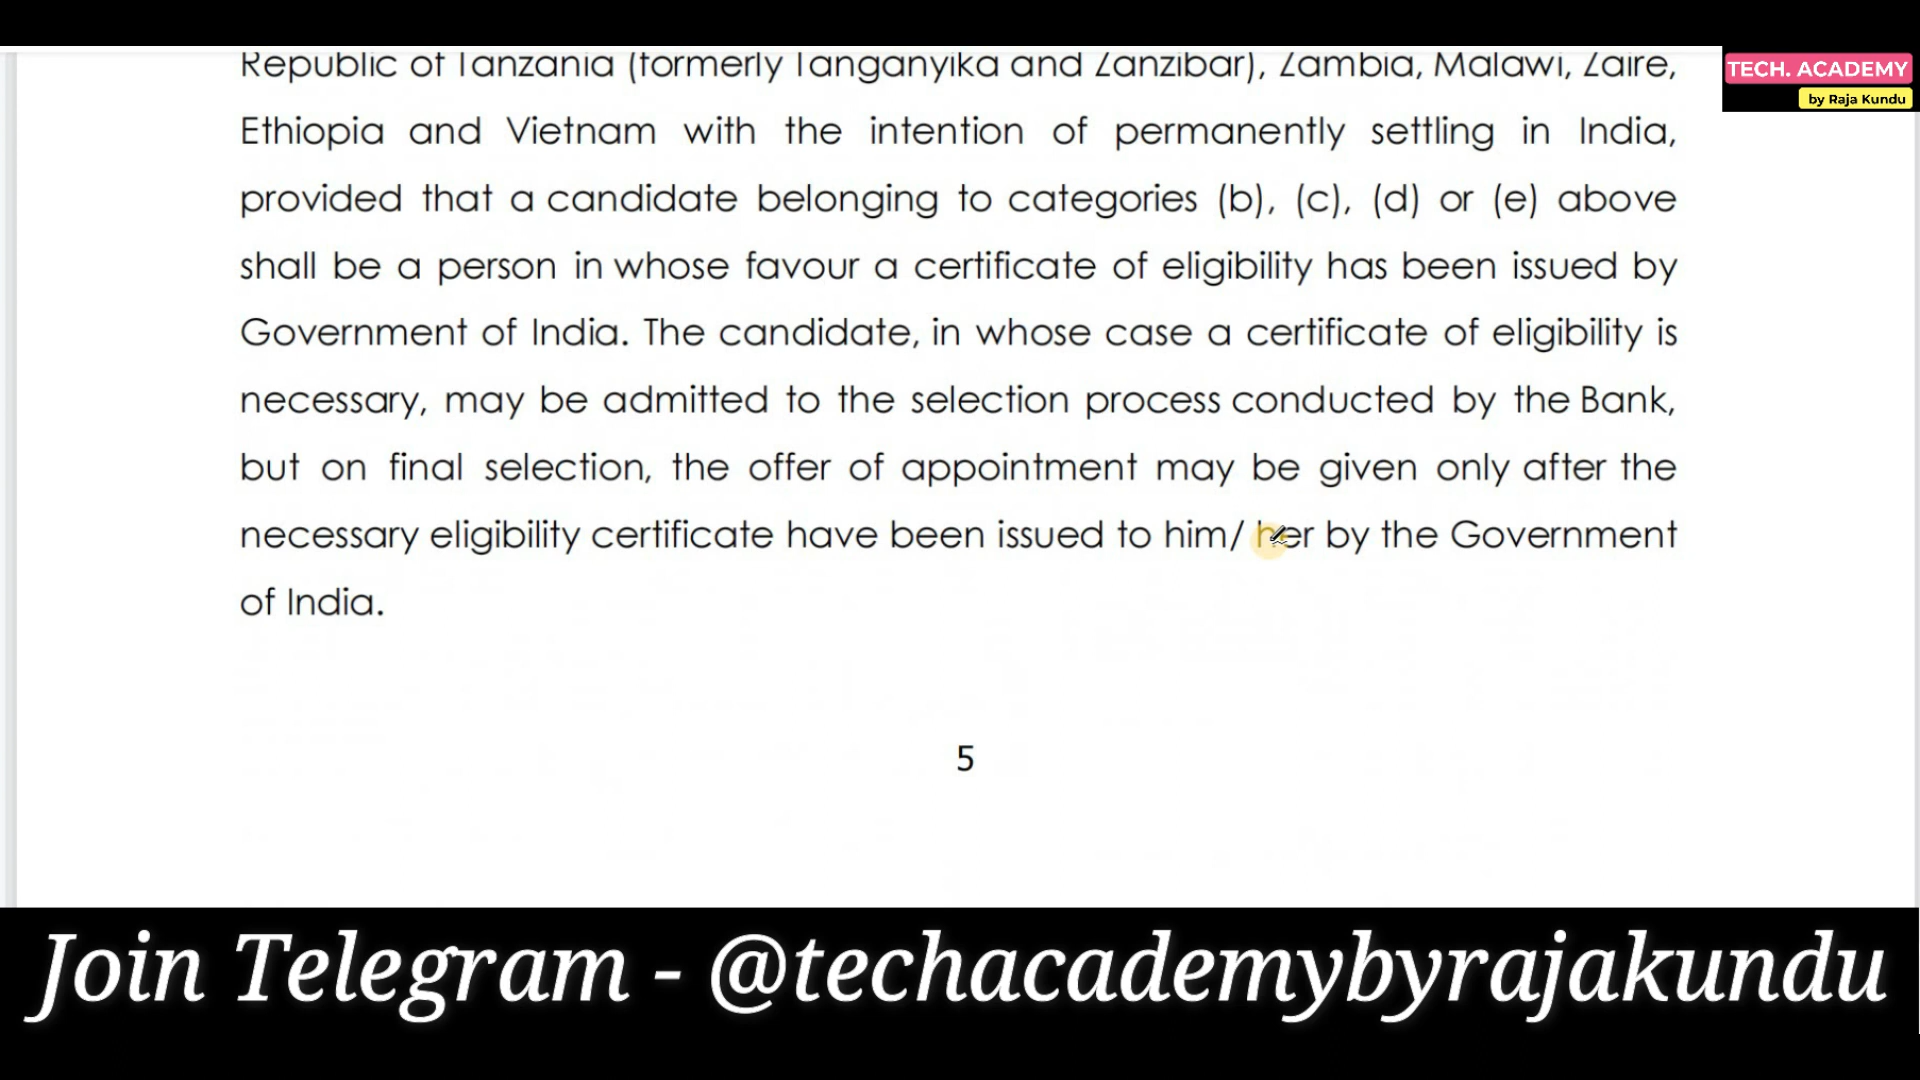 Republic of Tanzania (formerly Tanganyika and Zanzibar), Zambia, Malawi, Zaire,
TECH. ACADEMY
by Raja Kundu
Ethiopia and Vietnam with the intention of permanently settling in India,
provided that a candidate belonging to categories (b), (c), (d) or (e) above
shall be a person in whose favour a certificate of eligibility has been issued by
Government of India. The candidate, in whose case a certificate of eligibility is
necessary, may be admitted to the selection process conducted by the Bank,
but on final selection, the offer of appointment may be given only after the
necessary eligibility certificate have been issued to him/ her by the Government
of India.
5
Join Telegram - @techacademybyrajakundu